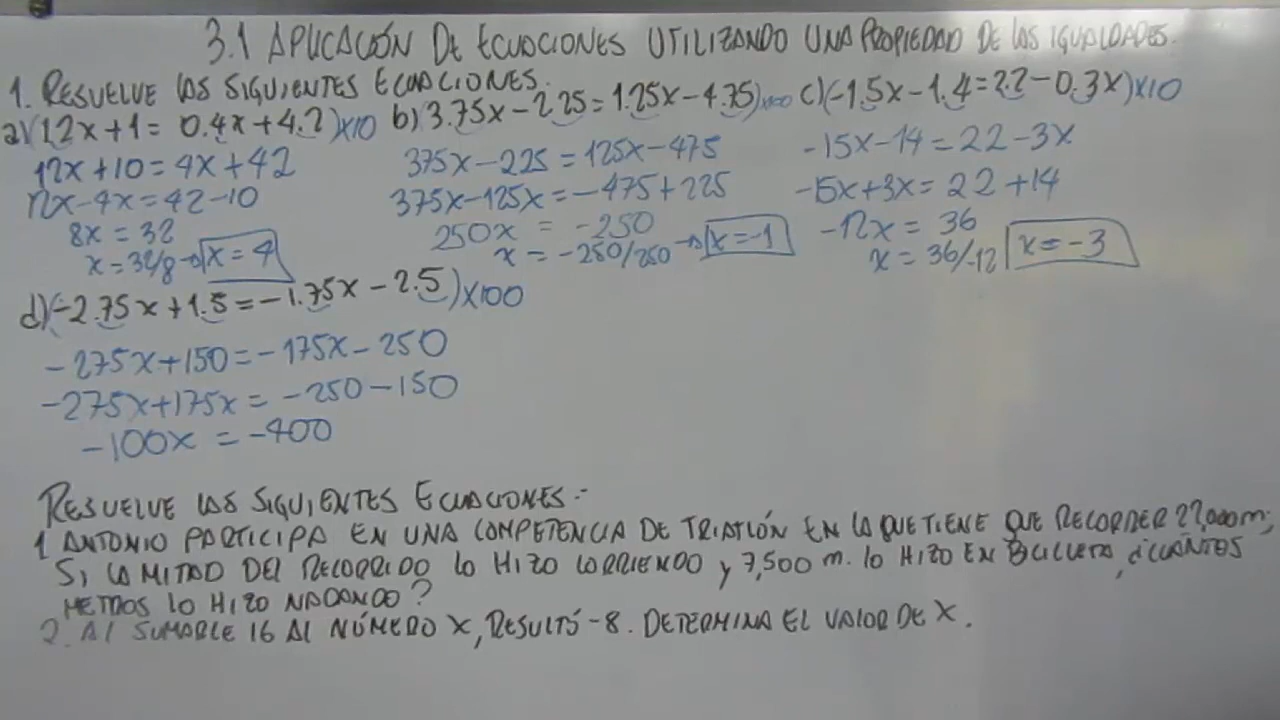 3.1 APLICACIÓN DE ECUACIONES UTILIZANDO UNA PROPIEDAD DE LAS IGUALDADES.
1. RESUELVE LAS SIGUIENTES ECUACIONES.
a)(1.2x+1= 0.4x+4.2)x10
12x+10=4x+42
12x-4x=42-10
8x=32
x=32/8→x=4
b)(3.75x-2.25=1.25x-4.75)x100
375x-225=125x-475
375x-125x=-475+225
250x = -250
x = -250/250→x=-1
c)(-1.5x-1.4=2.2-0.3x)x10
-15x-14=22-3x
-15x+3x=22+14
-12x= 36
x=36/-12 x=-3
d)(-2.75x+1.5=-1.75x-2.5)x100
-275x+150=-175x-250
-275x+175x=-250-150
-100x=-400
RESUELVE LAS SIGUIENTES ECUACIONES:-
1 ANTONIO PARTICIPA EN UNA COMPETENCIA DE TRIATLÓN EN LA QUE TIENE QUE RECORRER 27,000m;
SI LA MITAD DEL RECORRIDO LO HIZO CORRIENDO y 7,500 m. lo HIZO EN BICICLETA, ¿CUÁNTOS
METROS LO HIZO NADANDO?
2. AL SUMARLE 16 AL NÚMERO X, RESULTÓ -8. DETERMINA EL VALOR DE X.